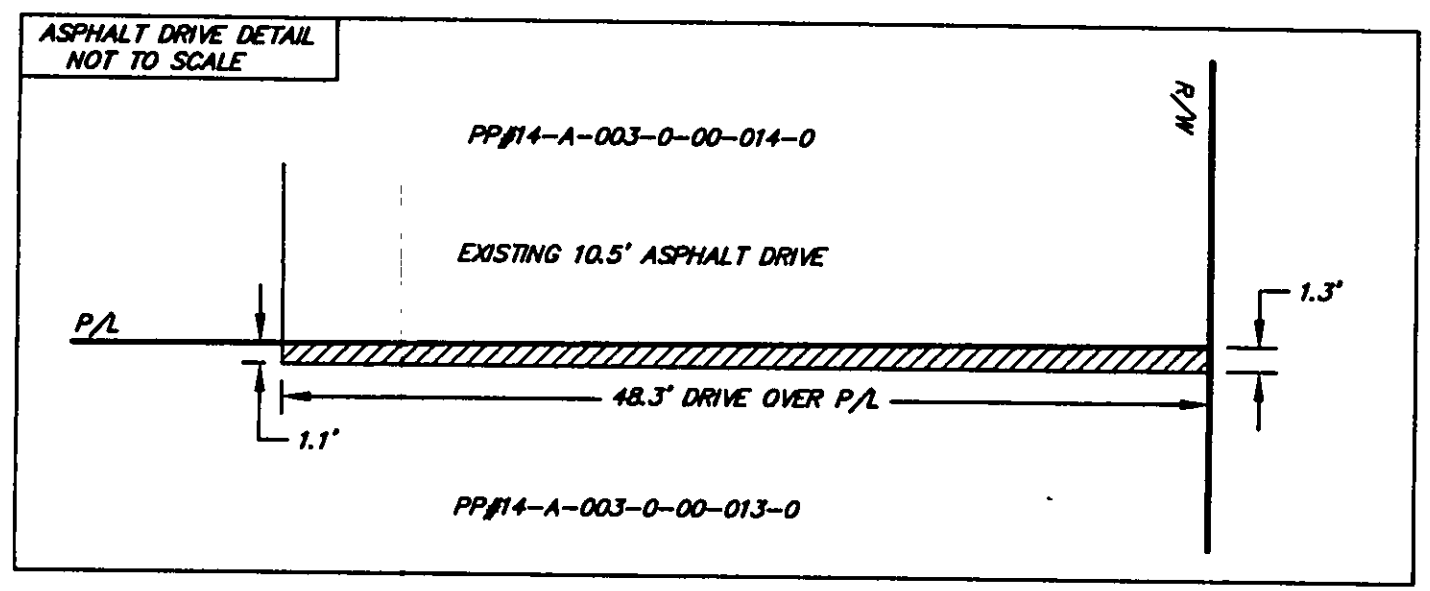 ASPHALT DRIVE DETAIL
NOT TO SCALE
R/W
PP#14-A-003-0-00-014-0
EXISTING 10.5' ASPHALT DRIVE
1.3'
P/L
48.3' DRIVE OVER P/L
1.1'
PP#14-A-003-0-00-013-0